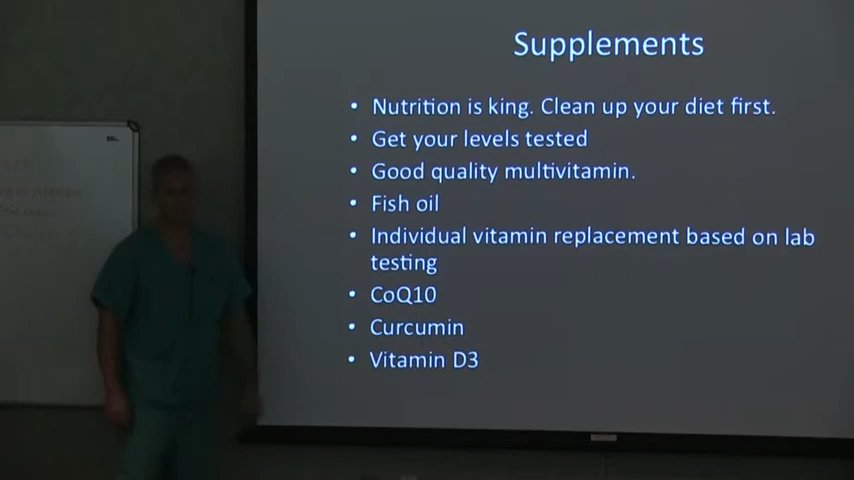 Supplements
• Nutrition is king. Clean up your diet first.
• Get your levels tested
• Good quality multivitamin.
• Fish oil
• Individual vitamin replacement based on lab
testing
• CoQ10
• Curcumin
• Vitamin D3